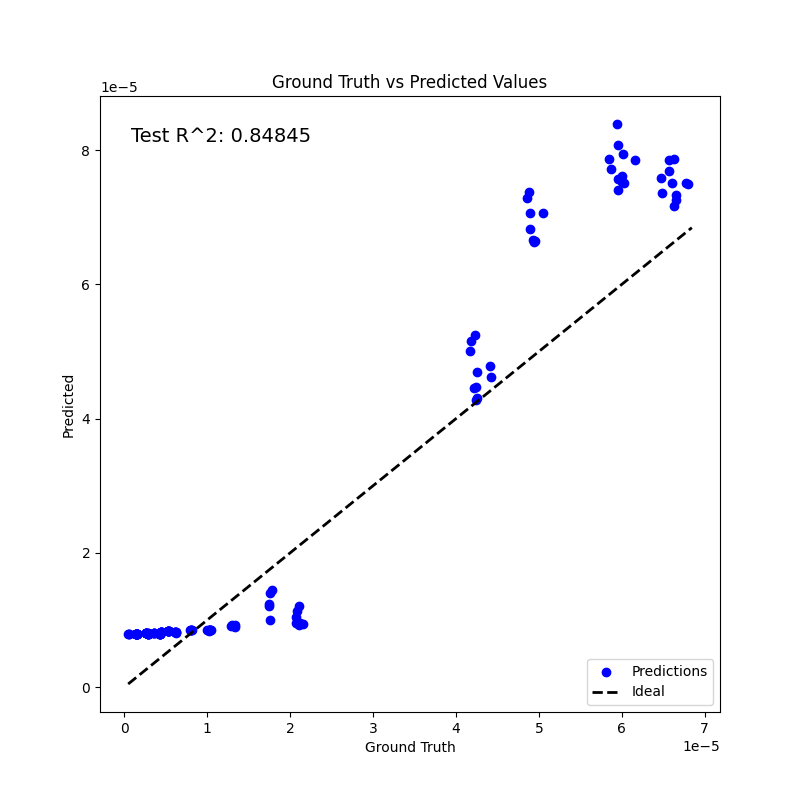 Ground Truth vs Predicted Values
1e−5
Test R^2: 0.84845
8
6
4
2
0
Predicted
Predictions
Ideal
0 1 2 3 4 5 6 7
1e−5
Ground Truth